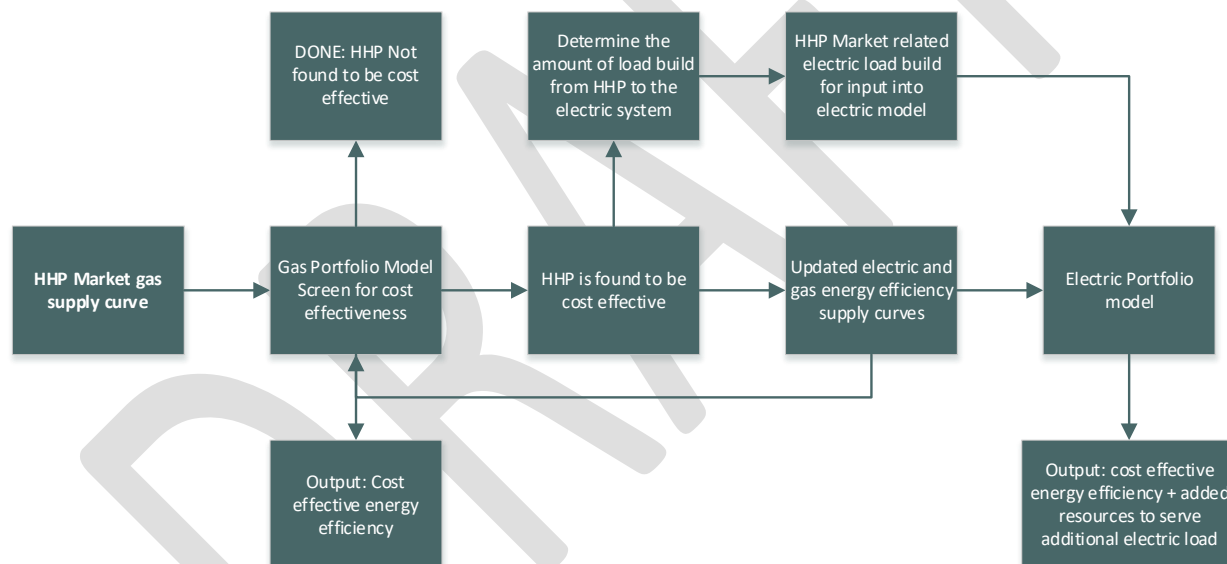 DONE: HHP Not
found to be cost
effective
Determine the
amount of load build
from HHP to the
electric system
HHP Market related
electric load build
for input into
electric model
HHP Market gas
supply curve
Gas Portfolio Model
Screen for cost
effectiveness
HHP is found to be
cost effective
Updated electric and
gas energy efficiency
supply curves
Electric Portfolio
model
Output: Cost
effective energy
efficiency
Output: cost effective
energy efficiency + added
resources to serve
additional electric load
DRAFT